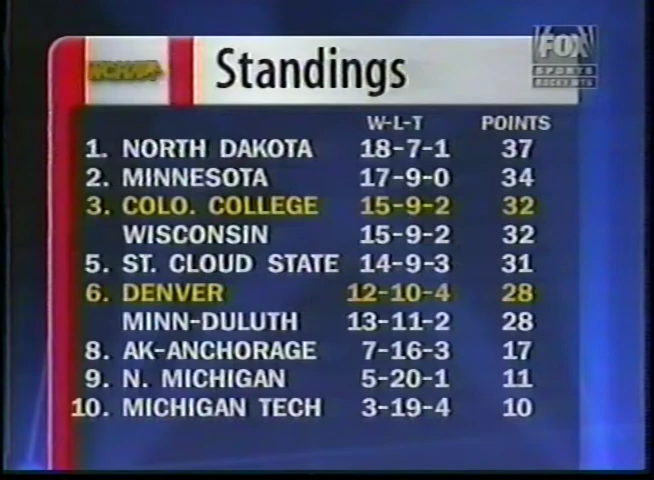 Standings
FOX
SPORTS
W-L-T POINTS
1. NORTH DAKOTA 18-7-1 37
2. MINNESOTA 17-9-0 34
3. COLO. COLLEGE 15-9-2 32
WISCONSIN 15-9-2 32
5. ST. CLOUD STATE 14-9-3 31
6. DENVER 12-10-4 28
MINN-DULUTH 13-11-2 28
8. AK-ANCHORAGE 7-16-3 17
9. N. MICHIGAN 5-20-1 11
10. MICHIGAN TECH 3-19-4 10